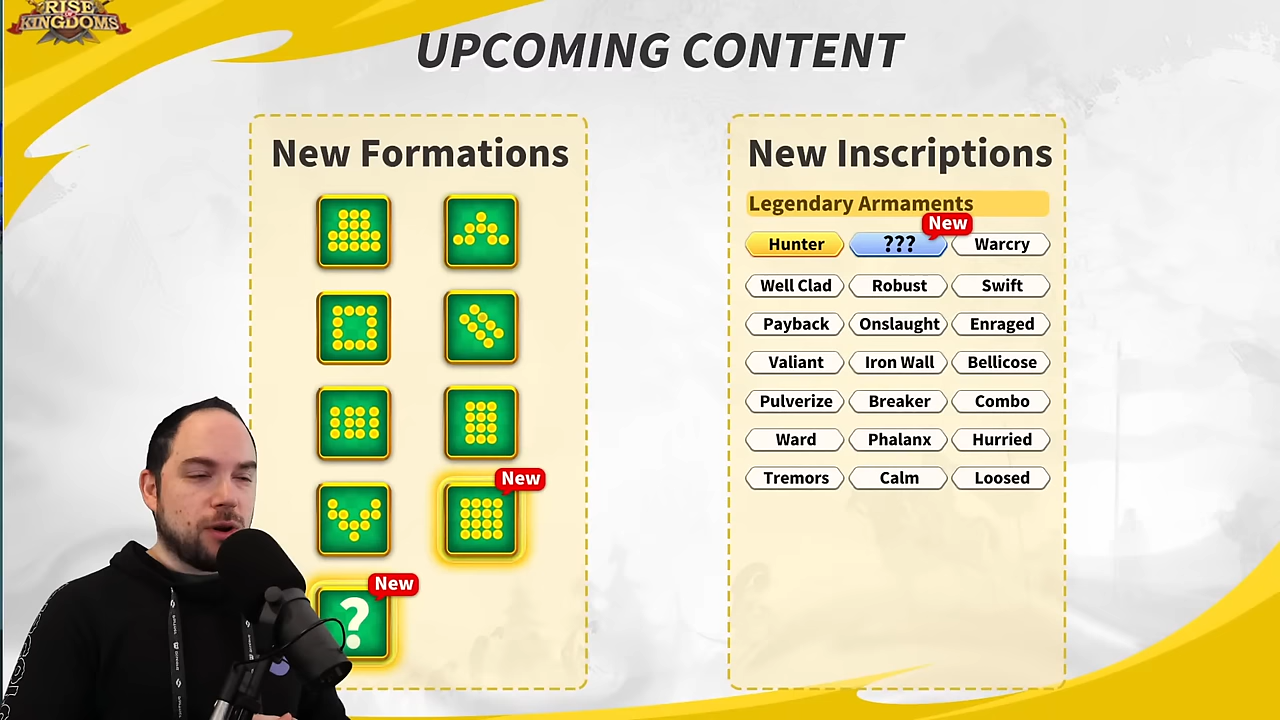 RISE
OF
KINGDOMS
UPCOMING CONTENT
New Formations
New
New
?
New Inscriptions
Legendary Armaments
New
Hunter ??? Warcry
Well Clad Robust Swift
Payback Onslaught Enraged
Valiant Iron Wall Bellicose
Pulverize Breaker Combo
Ward Phalanx Hurried
Tremors Calm Loosed